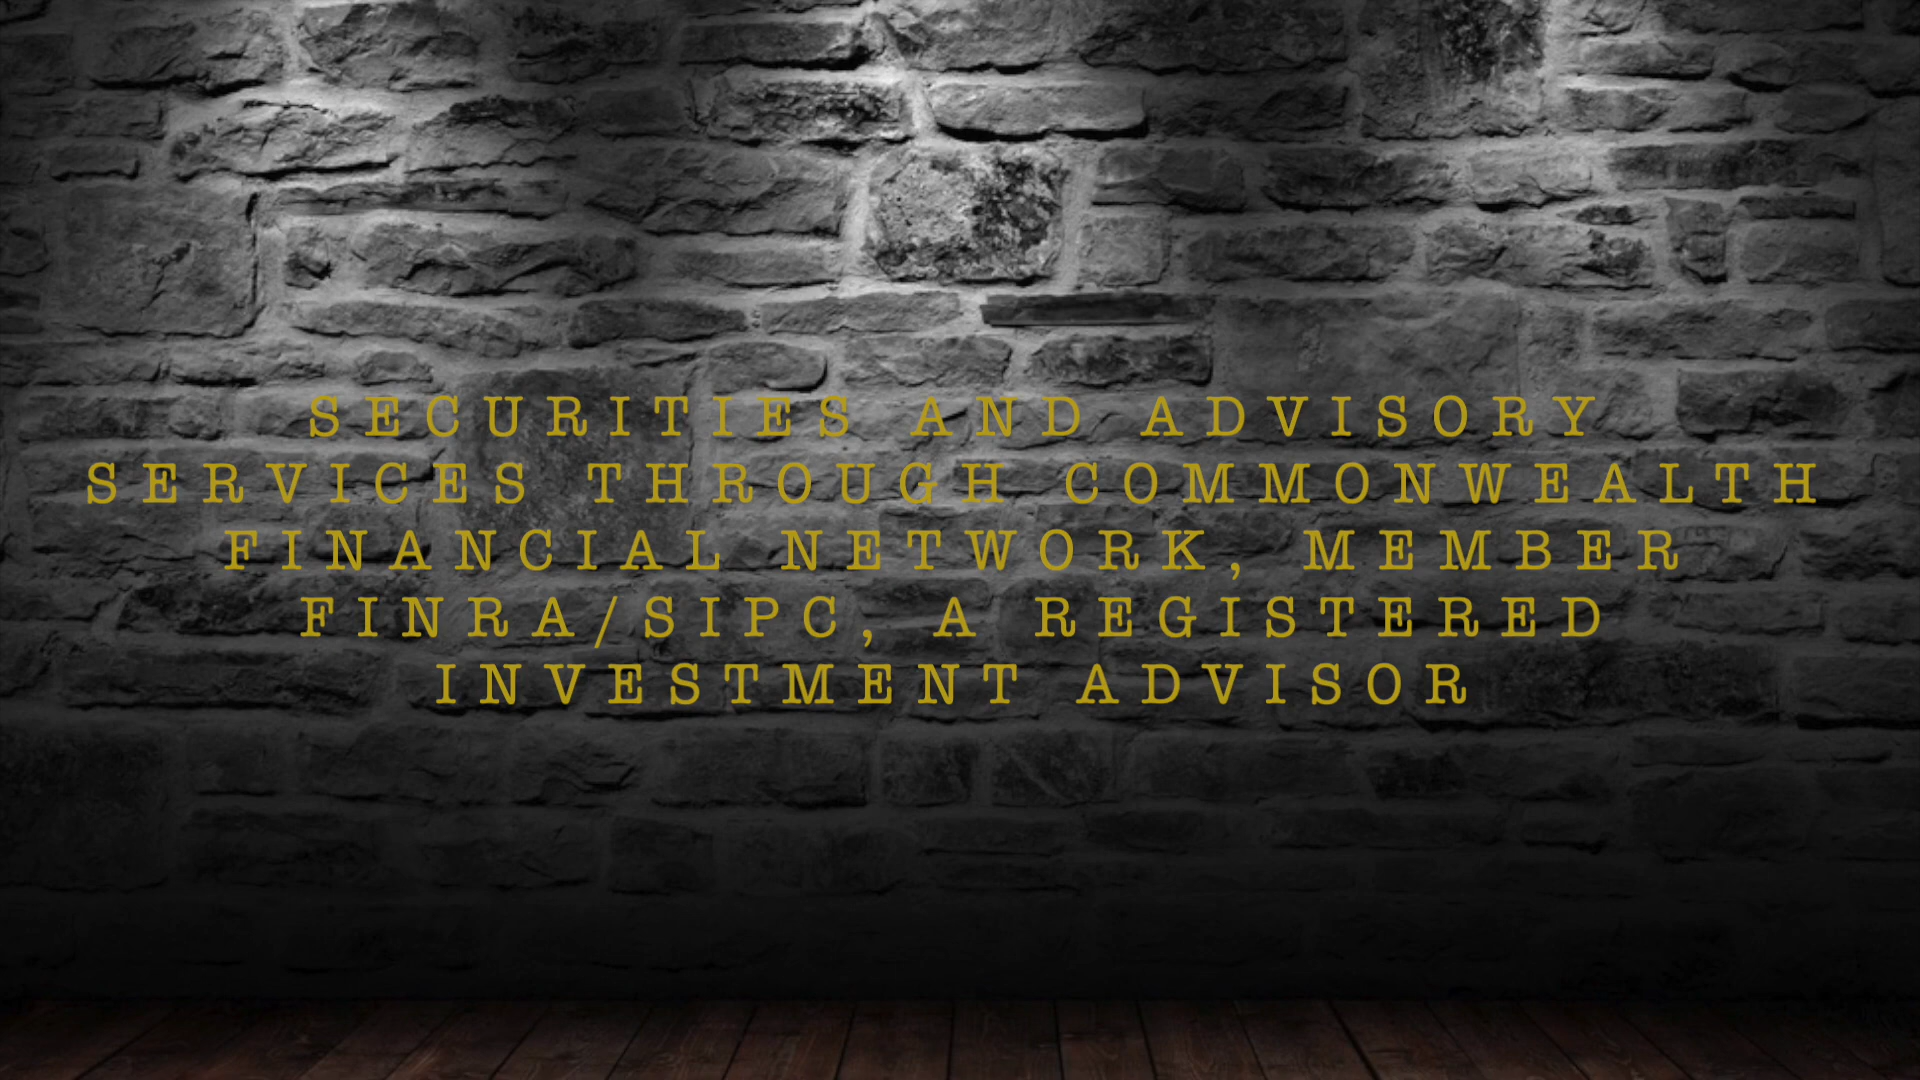 SECURITIES AND ADVISORY
SERVICES THROUGH COMMONWEALTH
FINANCIAL NETWORK, MEMBER
FINRA/SIPC, A REGISTERED
INVESTMENT ADVISOR